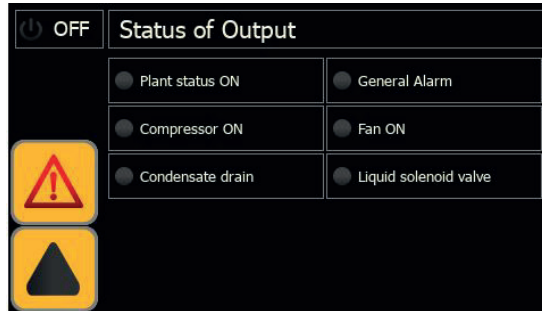 OFF Status of Output
Plant status ON General Alarm
Compressor ON Fan ON
Condensate drain Liquid solenoid valve